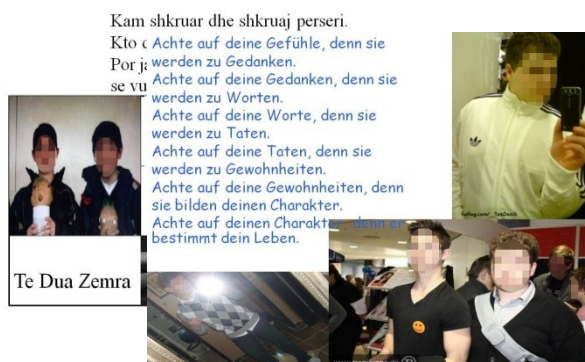 Kam shkruar dhe shkruaj perseri.
Kto
Por
se
Achte auf deine Gefühle, denn sie
werden zu Gedanken.
Achte auf deine Gedanken, denn sie
werden zu Worten.
Achte auf deine Worte, denn sie
werden zu Taten.
Achte auf deine Taten, denn sie
werden zu Gewohnheiten.
Achte auf deine Gewohnheiten, denn
sie bilden deinen Charakter.
Achte auf deinen Charakter, denn er
bestimmt dein Leben.
Te Dua Zemra